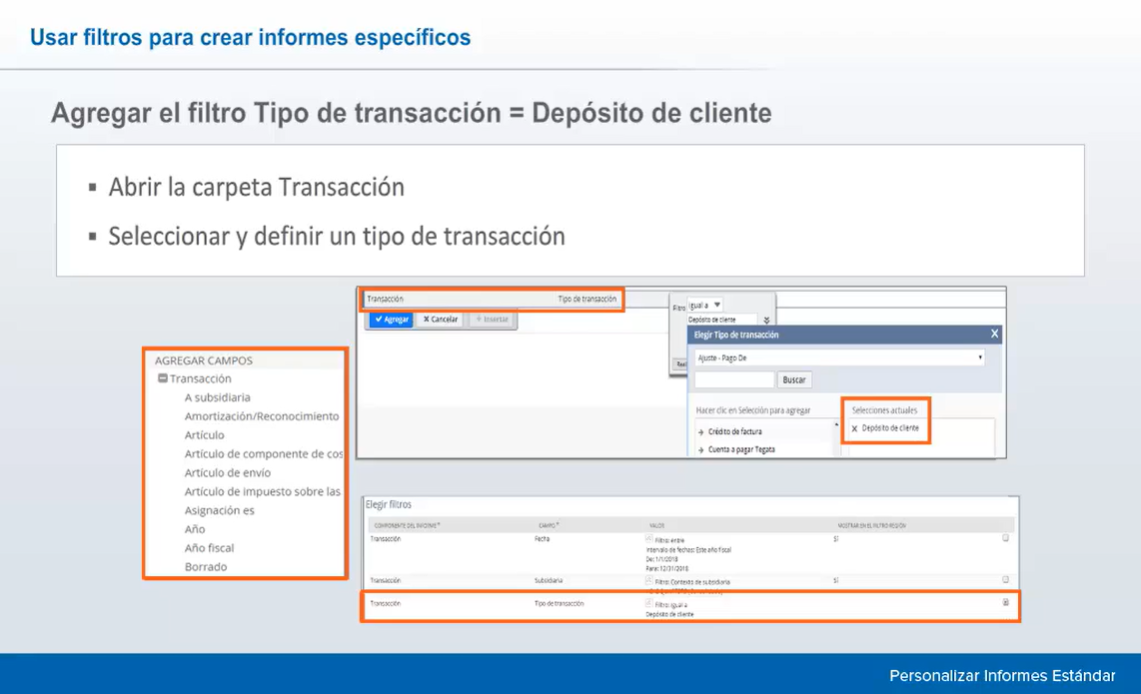 Usar filtros para crear informes específicos
Agregar el filtro Tipo de transacción = Depósito de cliente
▪ Abrir la carpeta Transacción
▪ Seleccionar y definir un tipo de transacción
AGREGAR CAMPOS
Transacción
A subsidiaria
Amortización/Reconocimiento
Artículo
Artículo de componente de cos
Artículo de envío
Artículo de impuesto sobre las
Asignación es
Año
Año fiscal
Borrado
Transacción Tipo de transacción
Agregar Cancelar + Insertar
Filtro: igual a
Depósito de cliente
Elegir Tipo de transacción X
Ajuste - Pago De
Buscar
Hacer clic en Selección para agregar
Crédito de factura
Cuenta a pagar Tegata
Selecciones actuales
X Depósito de cliente
Elegir filtros
COMPONENTE DEL INFORME* CAMPO* VALOR MOSTRAR EN EL FILTRO REGIÓN
Transacción Fecha Filtro: entre Sí
Intervalo de fechas: Este año fiscal
De: 1/1/2018
Para: 12/31/2018
Transacción Subsidiaria Filtro: Contexto de subsidiaria Sí
Transacción Tipo de transacción Filtro: igual a
Depósito de cliente
Personalizar Informes Estándar